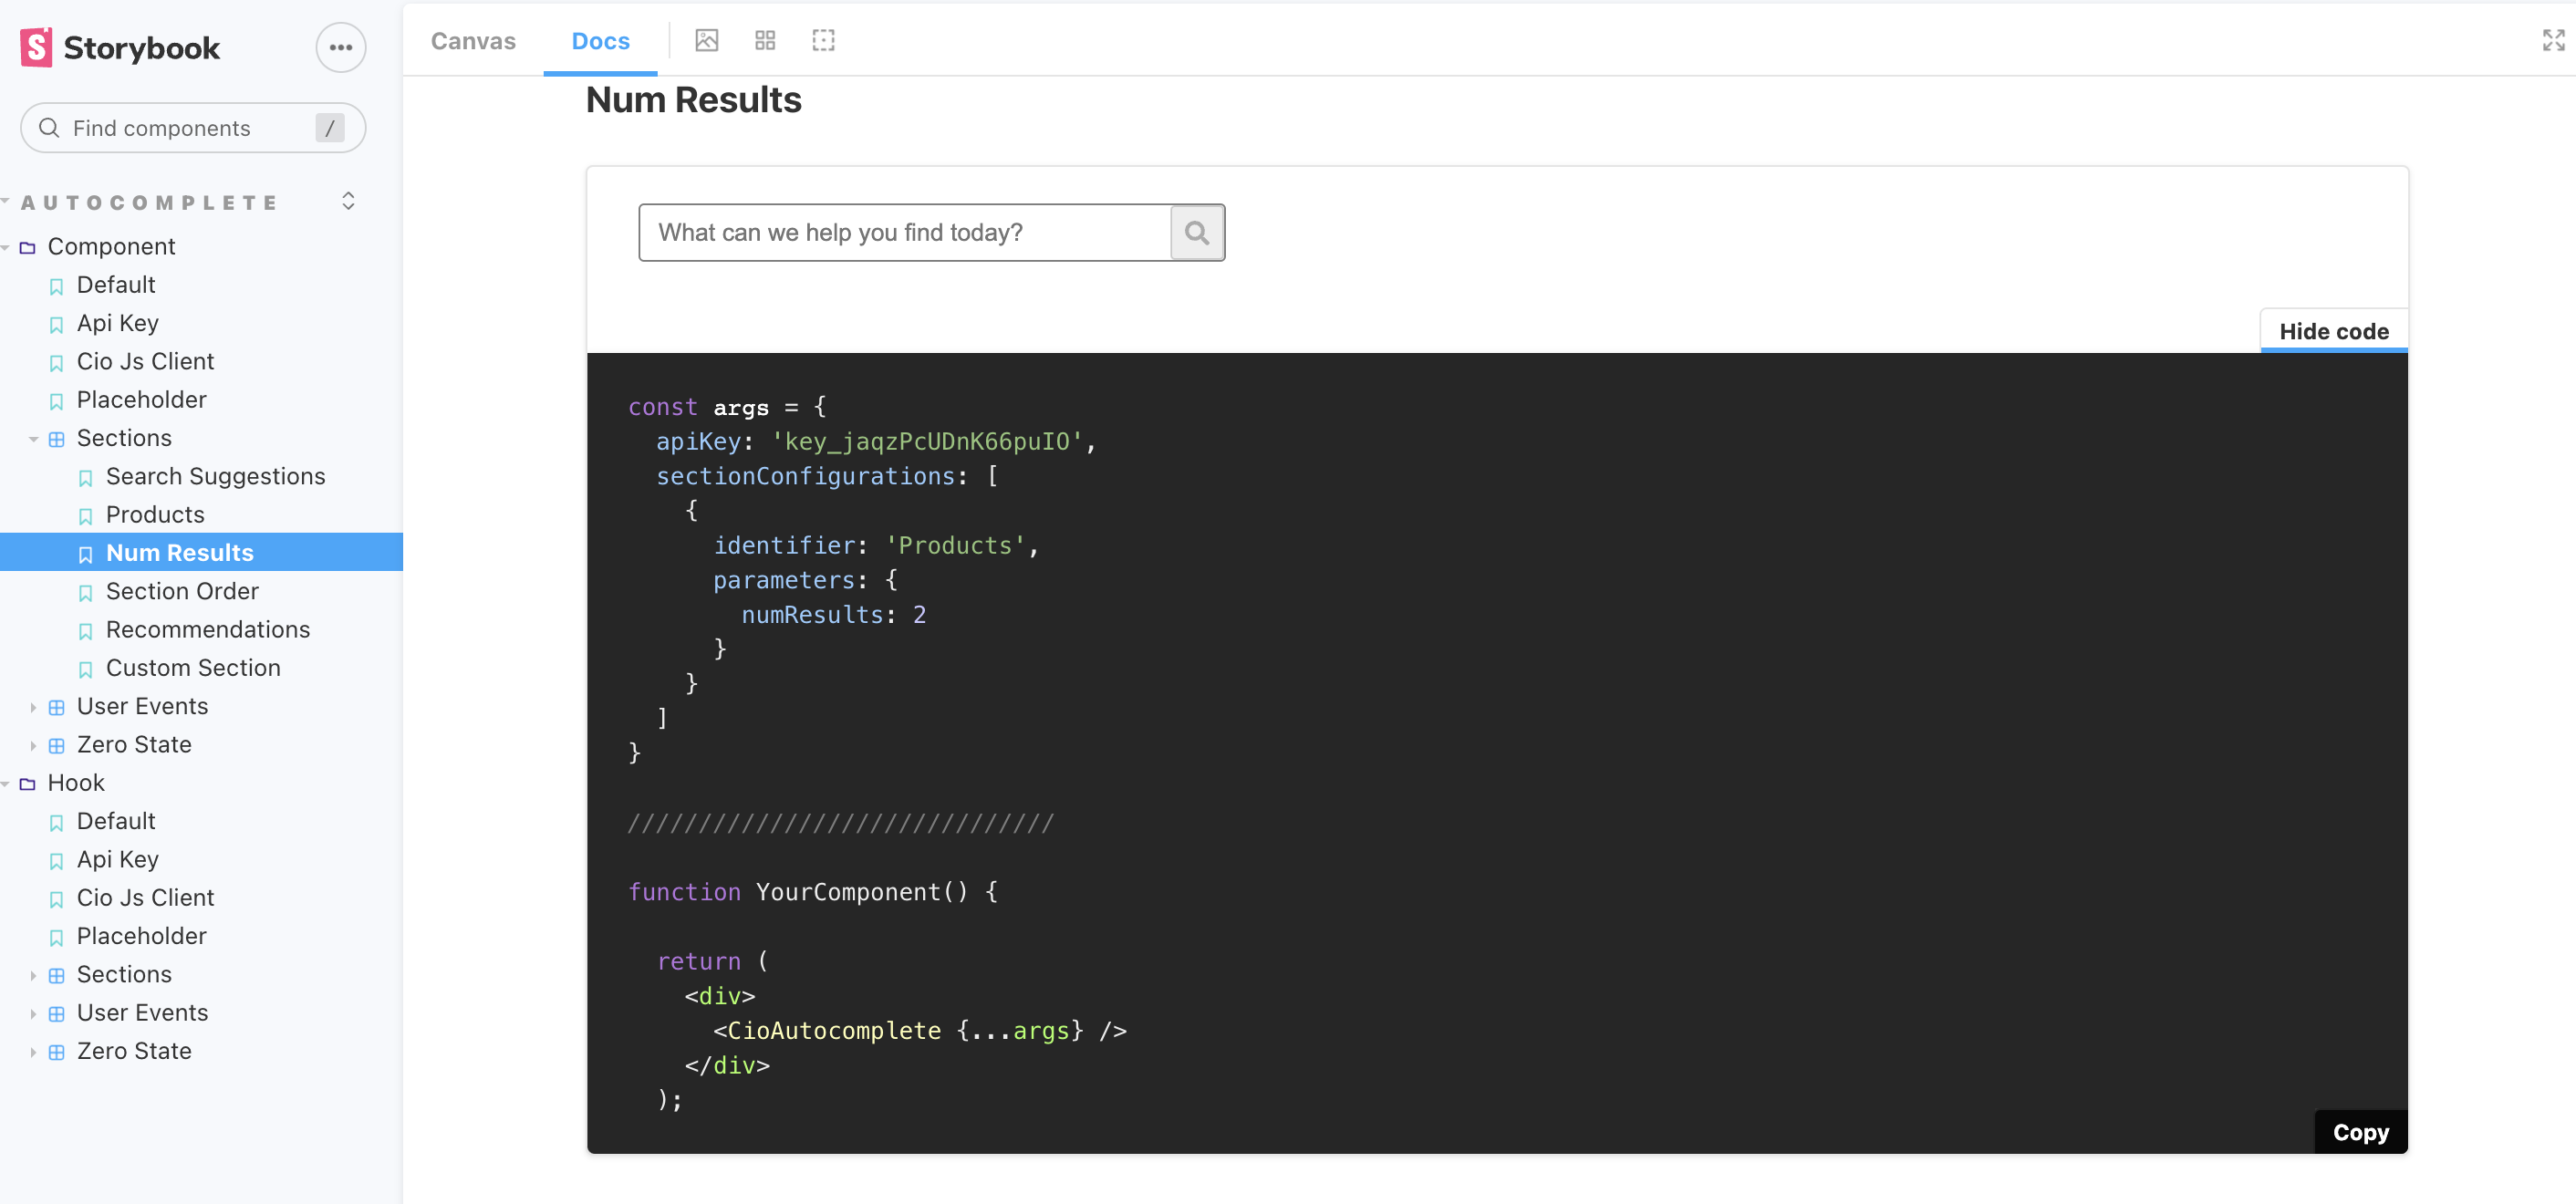 Storybook
Find components
/
AUTOCOMPLETE
Component
Default
Api Key
Cio Js Client
Placeholder
Sections
Search Suggestions
Products
Num Results
Section Order
Recommendations
Custom Section
User Events
Zero State
Hook
Default
Api Key
Cio Js Client
Placeholder
Sections
User Events
Zero State
Canvas
Docs
Num Results
What can we help you find today?
Hide code
const args = {
  apiKey: 'key_jaqzPcUDnK66puIO',
  sectionConfigurations: [
    {
      identifier: 'Products',
      parameters: {
        numResults: 2
      }
    }
  ]
}
//////////////////////////////
function YourComponent() {
  return (
    <div>
      <CioAutocomplete {...args} />
    </div>
  );
Copy